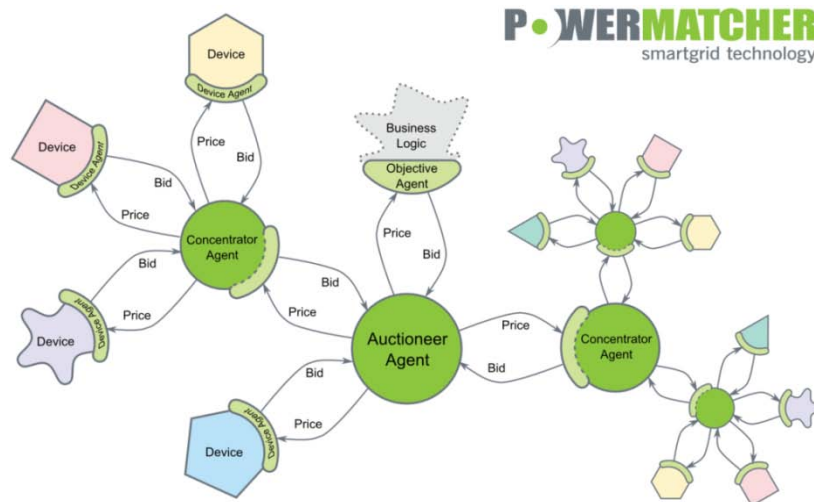 POWERMATCHER
smartgrid technology
Device
Device Agent
Price
Bid
Device
Device Agent
Bid
Price
Business
Logic
Objective
Agent
Price
Bid
Concentrator
Agent
Bid
Price
Bid
Price
Device
Device Agent
Auctioneer
Agent
Price
Bid
Concentrator
Agent
Bid
Price
Device
Device Agent